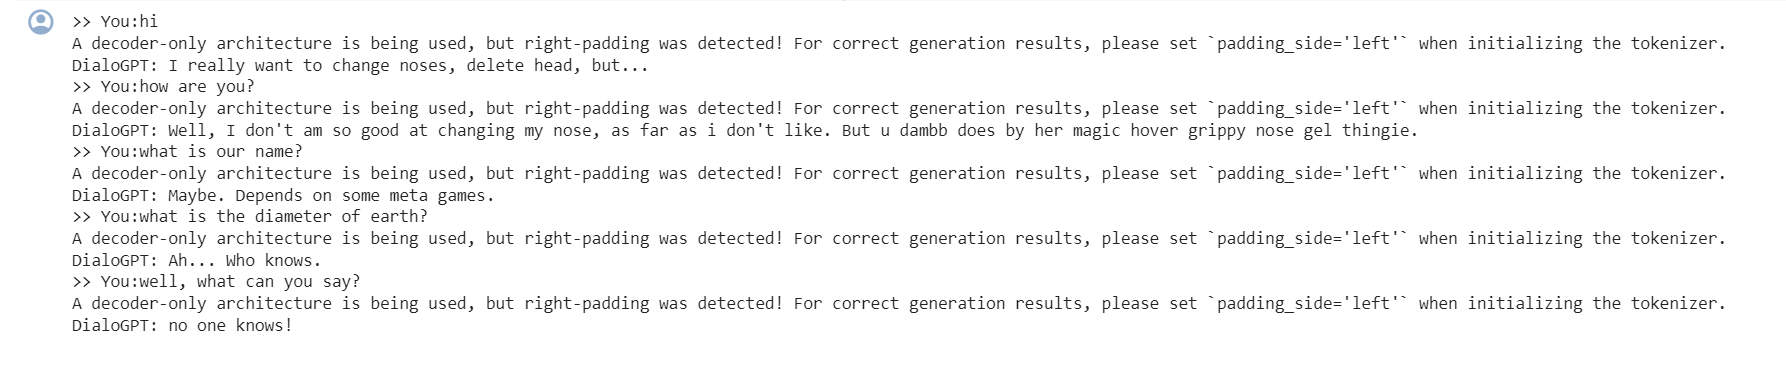 >> You:hi
A decoder-only architecture is being used, but right-padding was detected! For correct generation results, please set `padding_side='left'` when initializing the tokenizer.
DialoGPT: I really want to change noses, delete head, but...
>> You:how are you?
A decoder-only architecture is being used, but right-padding was detected! For correct generation results, please set `padding_side='left'` when initializing the tokenizer.
DialoGPT: Well, I don't am so good at changing my nose, as far as i don't like. But u dambb does by her magic hover grippy nose gel thingie.
>> You:what is our name?
A decoder-only architecture is being used, but right-padding was detected! For correct generation results, please set `padding_side='left'` when initializing the tokenizer.
DialoGPT: Maybe. Depends on some meta games.
>> You:what is the diameter of earth?
A decoder-only architecture is being used, but right-padding was detected! For correct generation results, please set `padding_side='left'` when initializing the tokenizer.
DialoGPT: Ah... Who knows.
>> You:well, what can you say?
A decoder-only architecture is being used, but right-padding was detected! For correct generation results, please set `padding_side='left'` when initializing the tokenizer.
DialoGPT: no one knows!